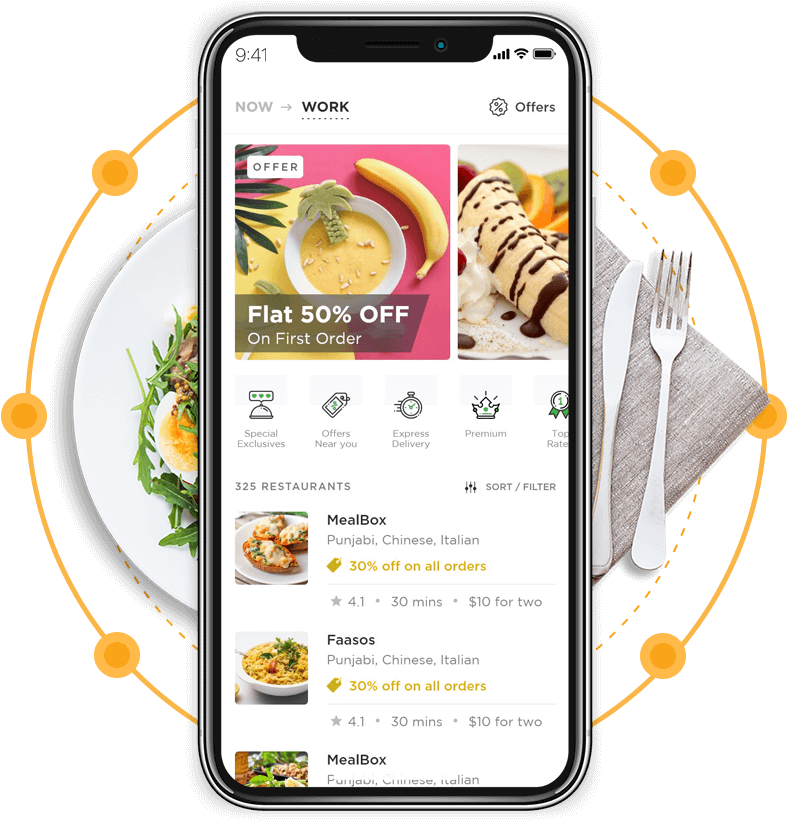 9:41
NOW → WORK
Offers
OFFER
Flat 50% OFF
On First Order
Special
Exclusives
Offers
Near you
Express
Delivery
Premium
Top
Rate
325 RESTAURANTS
SORT / FILTER
MealBox
Punjabi, Chinese, Italian
30% off on all orders
4.1 • 30 mins • $10 for two
Faasos
Punjabi, Chinese, Italian
30% off on all orders
4.1 • 30 mins • $10 for two
MealBox
Punjabi, Chinese, Italian